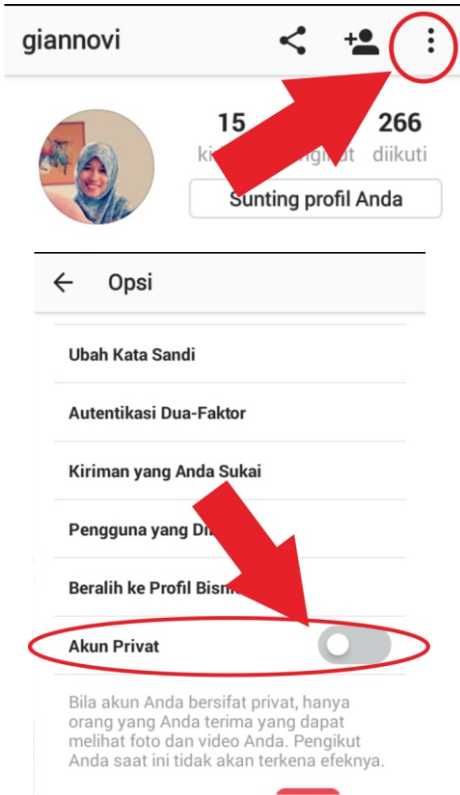 giannovi
15 266
diikuti
Sunting profil Anda
Opsi
Ubah Kata Sandi
Autentikasi Dua-Faktor
Kiriman yang Anda Sukai
Pengguna yang
Beralih ke Profil
Akun Privat
Bila akun Anda bersifat privat, hanya
orang yang Anda terima yang dapat
melihat foto dan video Anda. Pengikut
Anda saat ini tidak akan terkena efeknya.